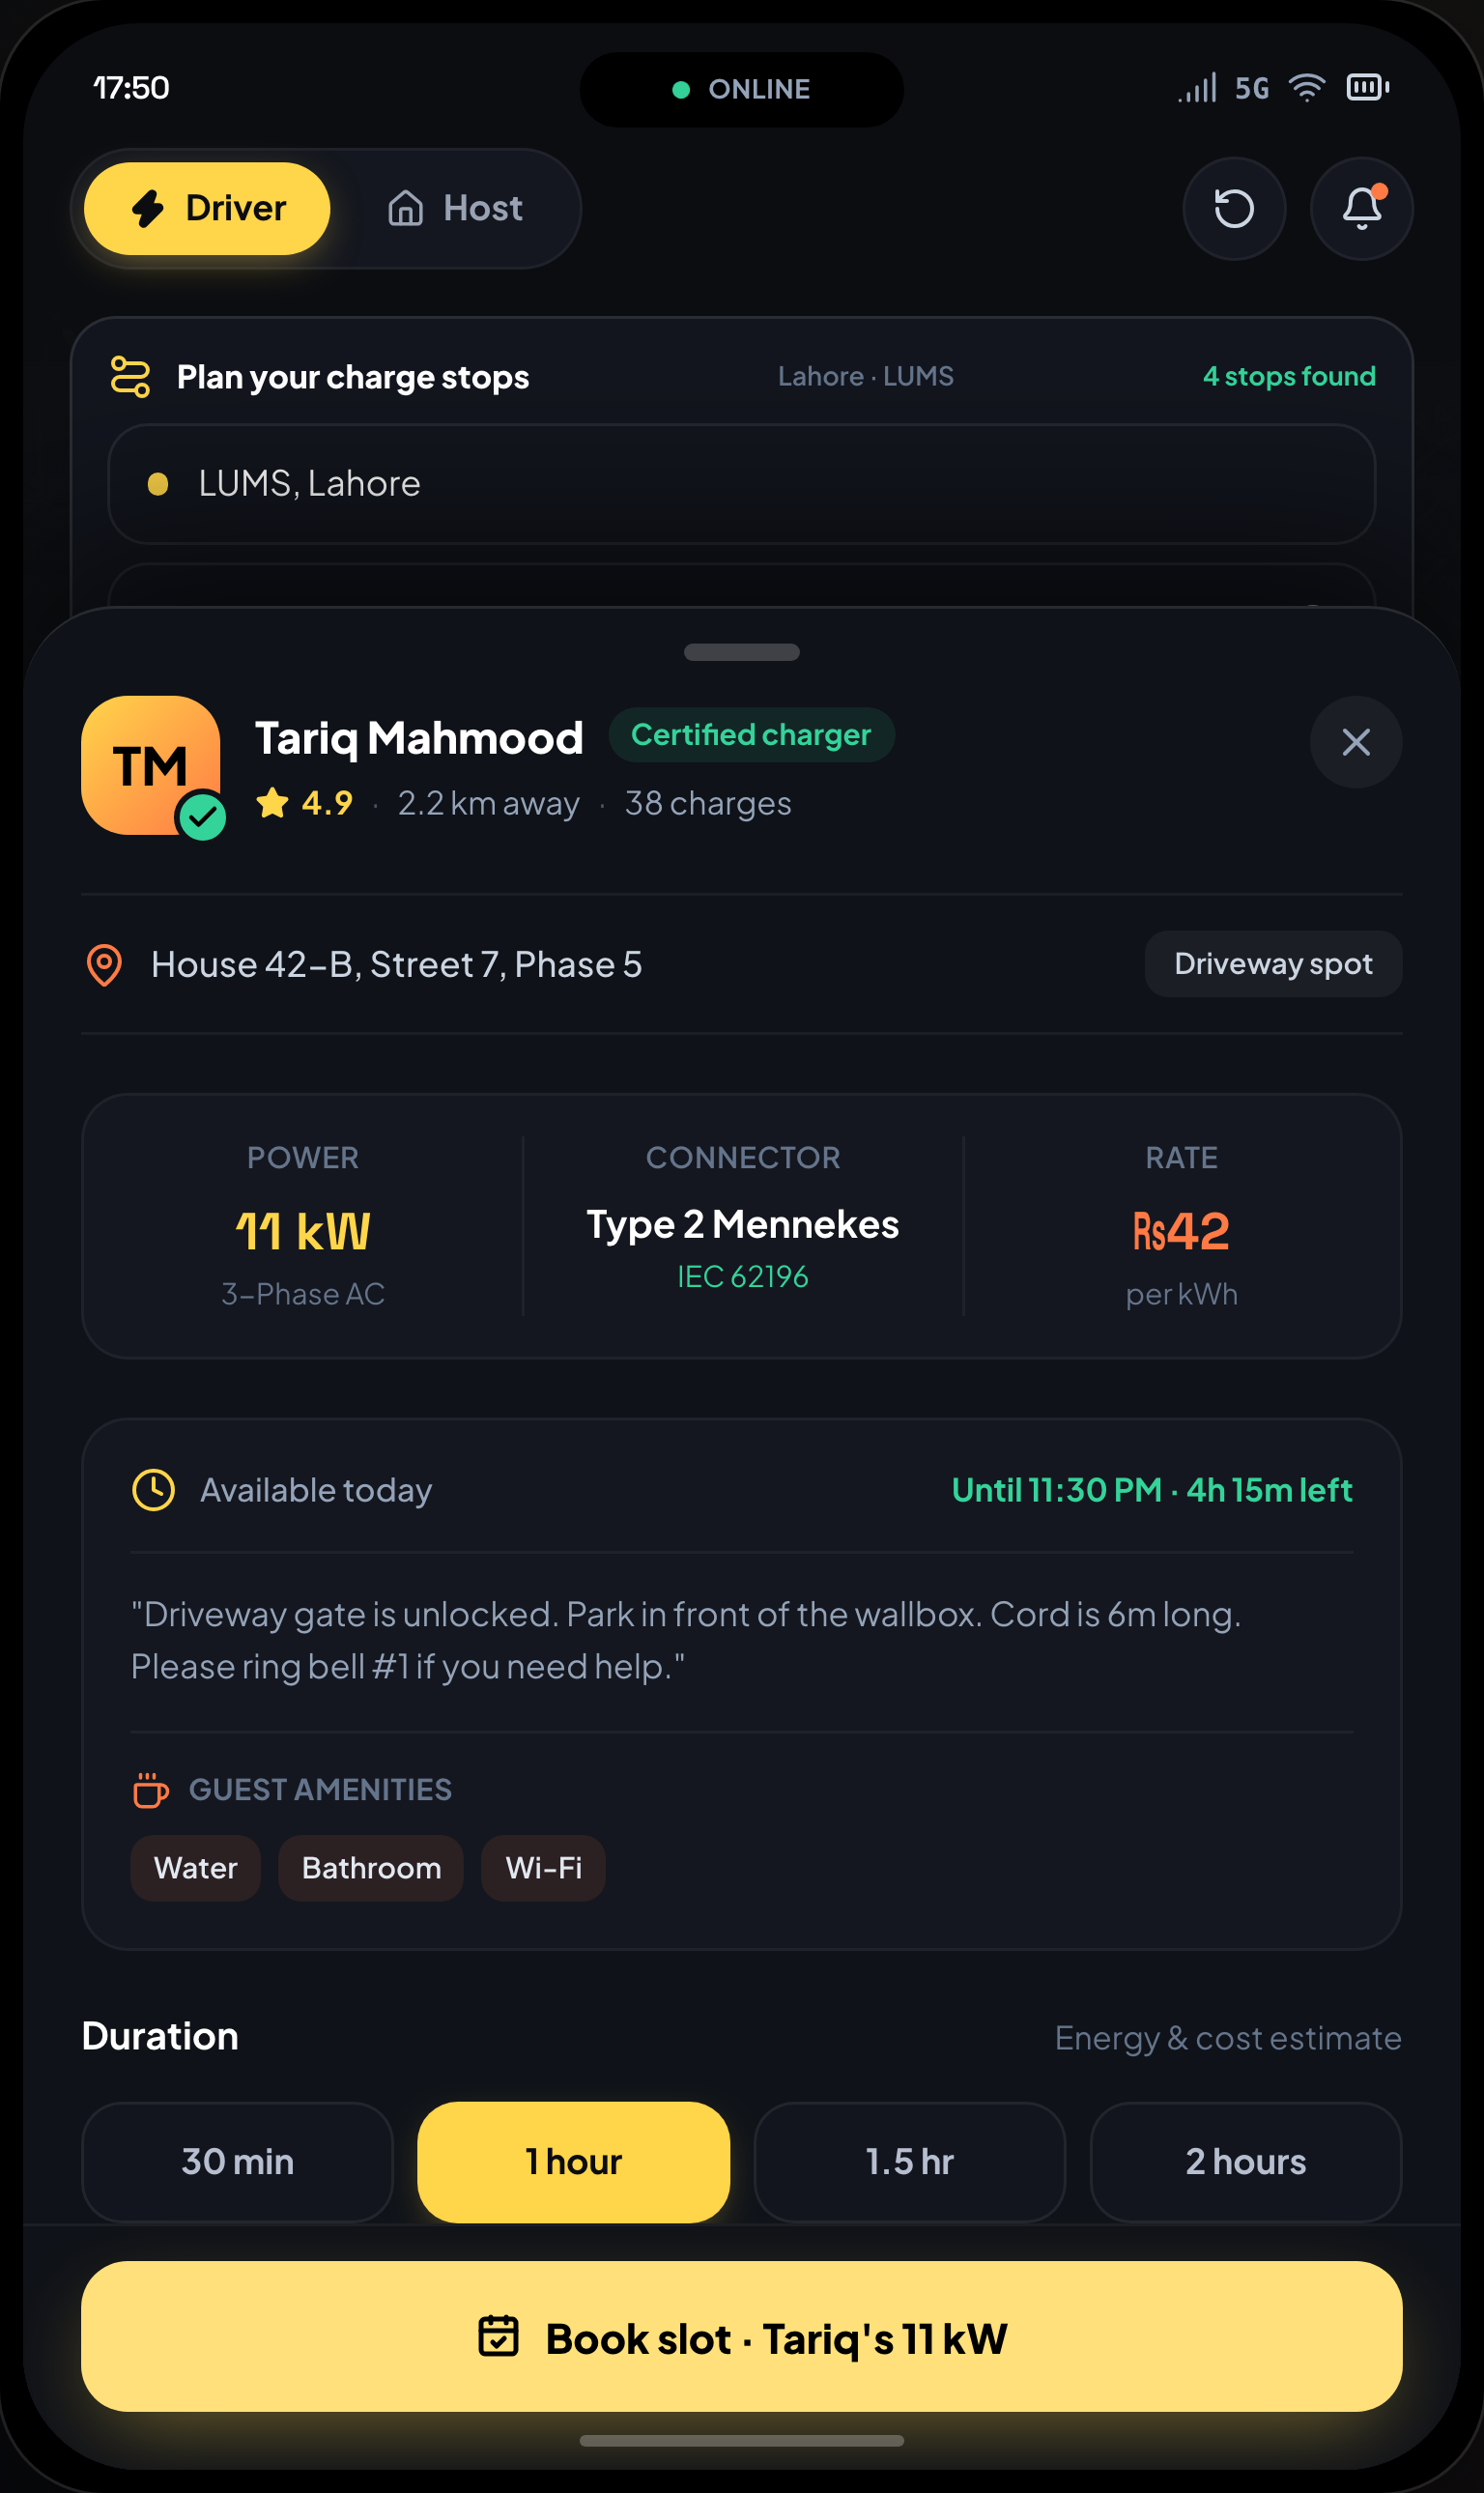 17:50
ONLINE
5G
Driver
Host
Plan your charge stops
Lahore · LUMS
4 stops found
LUMS, Lahore
TM
Tariq Mahmood
Certified charger
4.9 · 2.2 km away · 38 charges
House 42-B, Street 7, Phase 5
Driveway spot
POWER
11 kW
3-Phase AC
CONNECTOR
Type 2 Mennekes
IEC 62196
RATE
₨42
per kWh
Available today
Until 11:30 PM · 4h 15m left
"Driveway gate is unlocked. Park in front of the wallbox. Cord is 6m long.
Please ring bell #1 if you need help."
GUEST AMENITIES
Water
Bathroom
Wi-Fi
Duration
Energy & cost estimate
30 min
1 hour
1.5 hr
2 hours
Book slot · Tariq's 11 kW